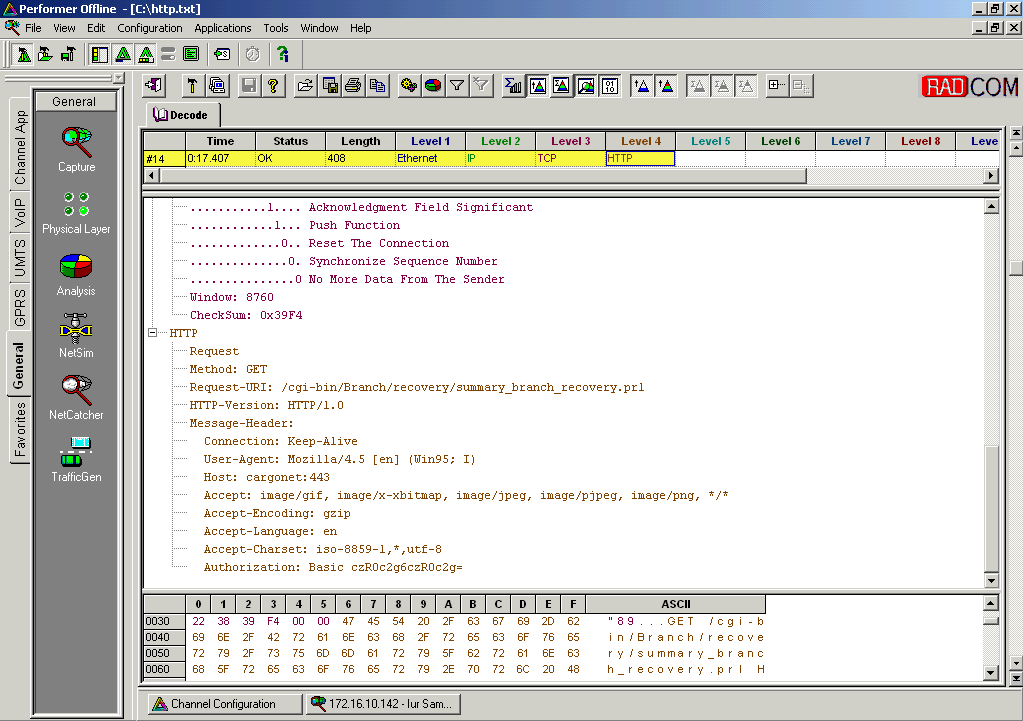 Performer Offline - [C:\http.txt]
File View Edit Configuration Applications Tools Window Help
RADCOM
General
Decode
Channel App
VoIP
UMTS
GPRS
General
Favorites
Capture
Physical Layer
Analysis
NetSim
NetCatcher
TrafficGen
Time Status Length Level 1 Level 2 Level 3 Level 4 Level 5 Level 6 Level 7 Level 8 Leve
#14 0:17.407 OK 408 Ethernet IP TCP HTTP
...........1.... Acknowledgment Field Significant
............1... Push Function
.............0.. Reset The Connection
..............0. Synchronize Sequence Number
...............0 No More Data From The Sender
Window: 8760
CheckSum: 0x39F4
HTTP
Request
Method: GET
Request-URI: /cgi-bin/Branch/recovery/summary_branch_recovery.prl
HTTP-Version: HTTP/1.0
Message-Header:
Connection: Keep-Alive
User-Agent: Mozilla/4.5 [en] (Win95; I)
Host: cargonet:443
Accept: image/gif, image/x-xbitmap, image/jpeg, image/pjpeg, image/png, */*
Accept-Encoding: gzip
Accept-Language: en
Accept-Charset: iso-8859-1,*,utf-8
Authorization: Basic czR0c2g6czR0c2g=
0 1 2 3 4 5 6 7 8 9 A B C D E F ASCII
0030 22 38 39 F4 00 00 47 45 54 20 2F 63 67 69 2D 62 "89...GET /cgi-b
0040 69 6E 2F 42 72 61 6E 63 68 2F 72 65 63 6F 76 65 in/Branch/recove
0050 72 79 2F 73 75 6D 6D 61 72 79 5F 62 72 61 6E 63 ry/summary_branc
0060 68 5F 72 65 63 6F 76 65 72 79 2E 70 72 6C 20 48 h_recovery.prl H
Channel Configuration
172.16.10.142 - Iur Sam...